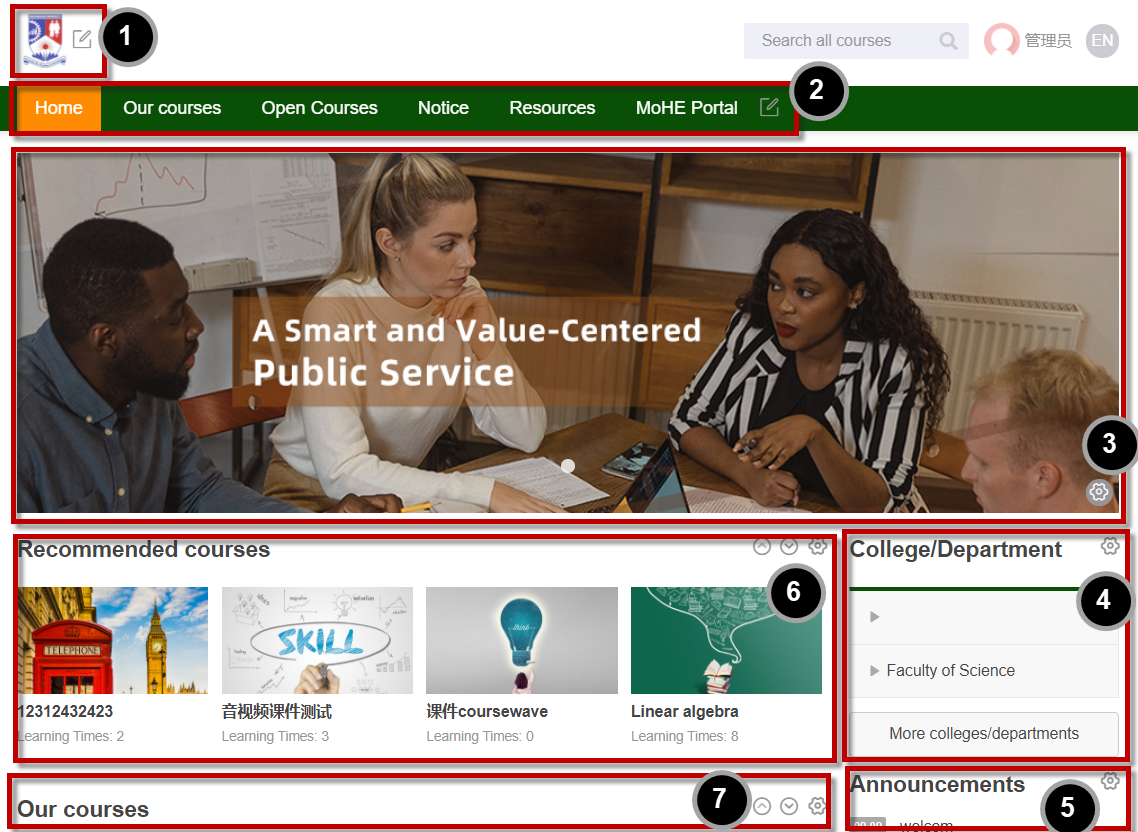 1
Search all courses
管理员
EN
2
Home
Our courses
Open Courses
Notice
Resources
MoHE Portal
A Smart and Value-Centered
Public Service
3
Recommended courses
6
TELEPHONE
SKILL
think
12312432423
Learning Times: 2
音视频课件测试
Learning Times: 3
课件coursewave
Learning Times: 0
Linear algebra
Learning Times: 8
College/Department
4
Faculty of Science
More colleges/departments
7
Our courses
Announcements
5
welcom